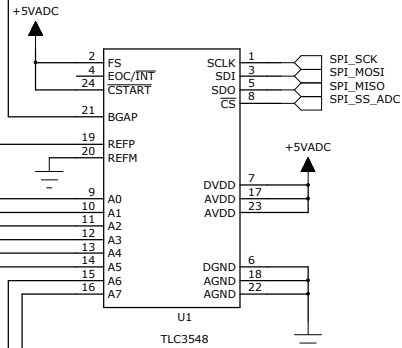 +5VADC
2 FS
4 EOC/INT
24 CSTART
21 BGAP
19 REFP
20 REFM
9 A0
10 A1
11 A2
12 A3
13 A4
14 A5
15 A6
16 A7
SCLK 1 SPI_SCK
SDI 3 SPI_MOSI
SDO 5 SPI_MISO
CS 8 SPI_SS_ADC
+5VADC
DVDD 7
AVDD 17
AVDD 23
DGND 6
AGND 18
AGND 22
U1
TLC3548